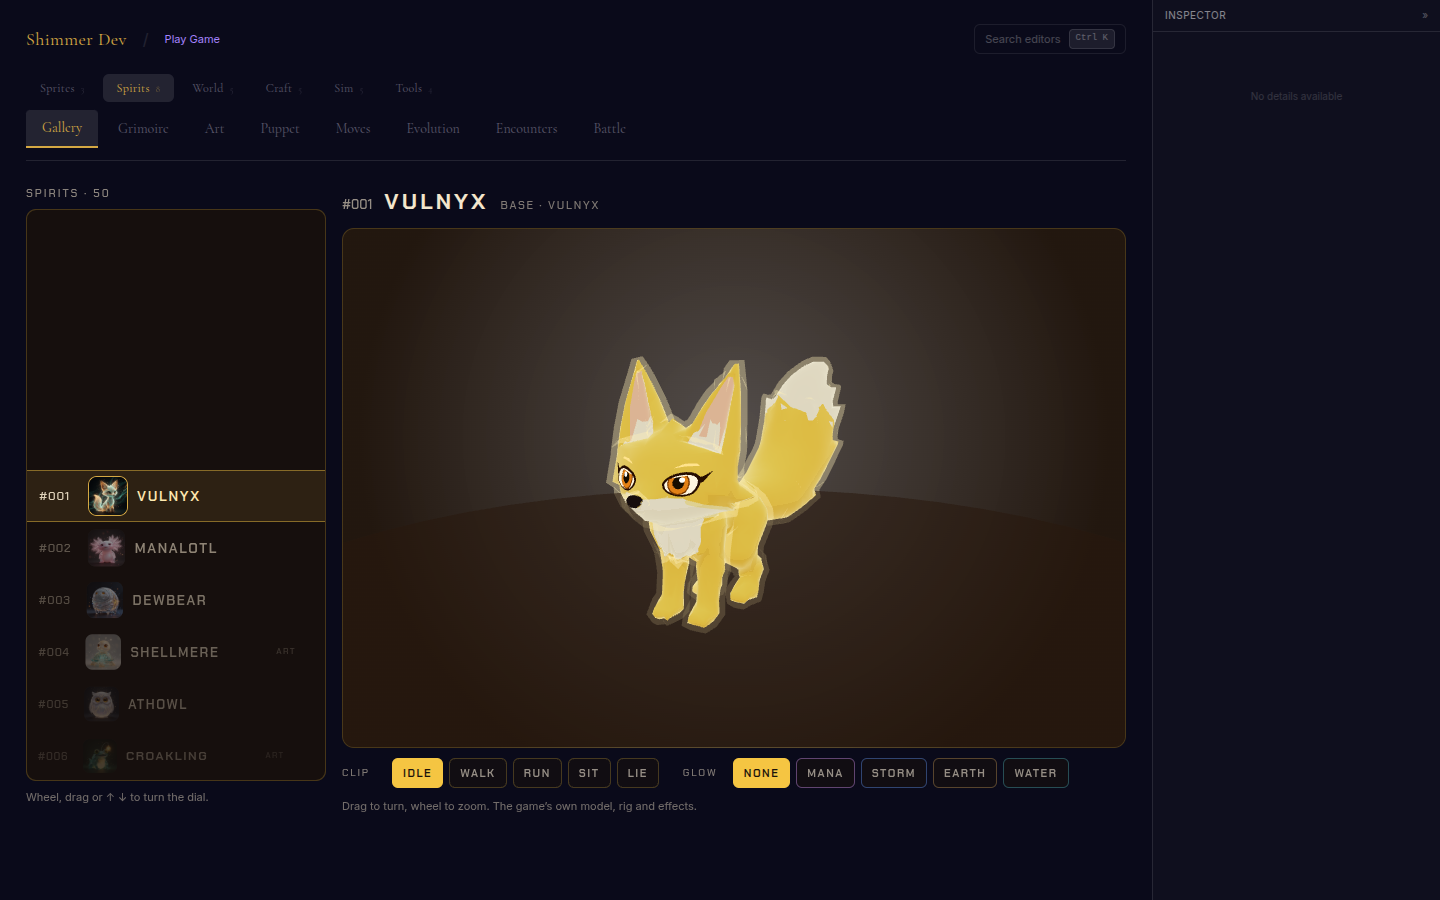 Shimmer Dev / Play Game
Search editors Ctrl K
INSPECTOR »
Sprites Spirits 8 World Craft Sim Tools
Gallery Grimoire Art Puppet Moves Evolution Encounters Battle
No details available
SPIRITS · 50
#001 VULNYX BASE · VULNYX
#001 VULNYX
#002 MANALOTL
#003 DEWBEAR
#004 SHELLMERE ART
#005 ATHOWL
#006 CROAKLING ART
CLIP IDLE WALK RUN SIT LIE GLOW NONE MANA STORM EARTH WATER
Wheel, drag or ↑ ↓ to turn the dial.
Drag to turn, wheel to zoom. The game's own model, rig and effects.